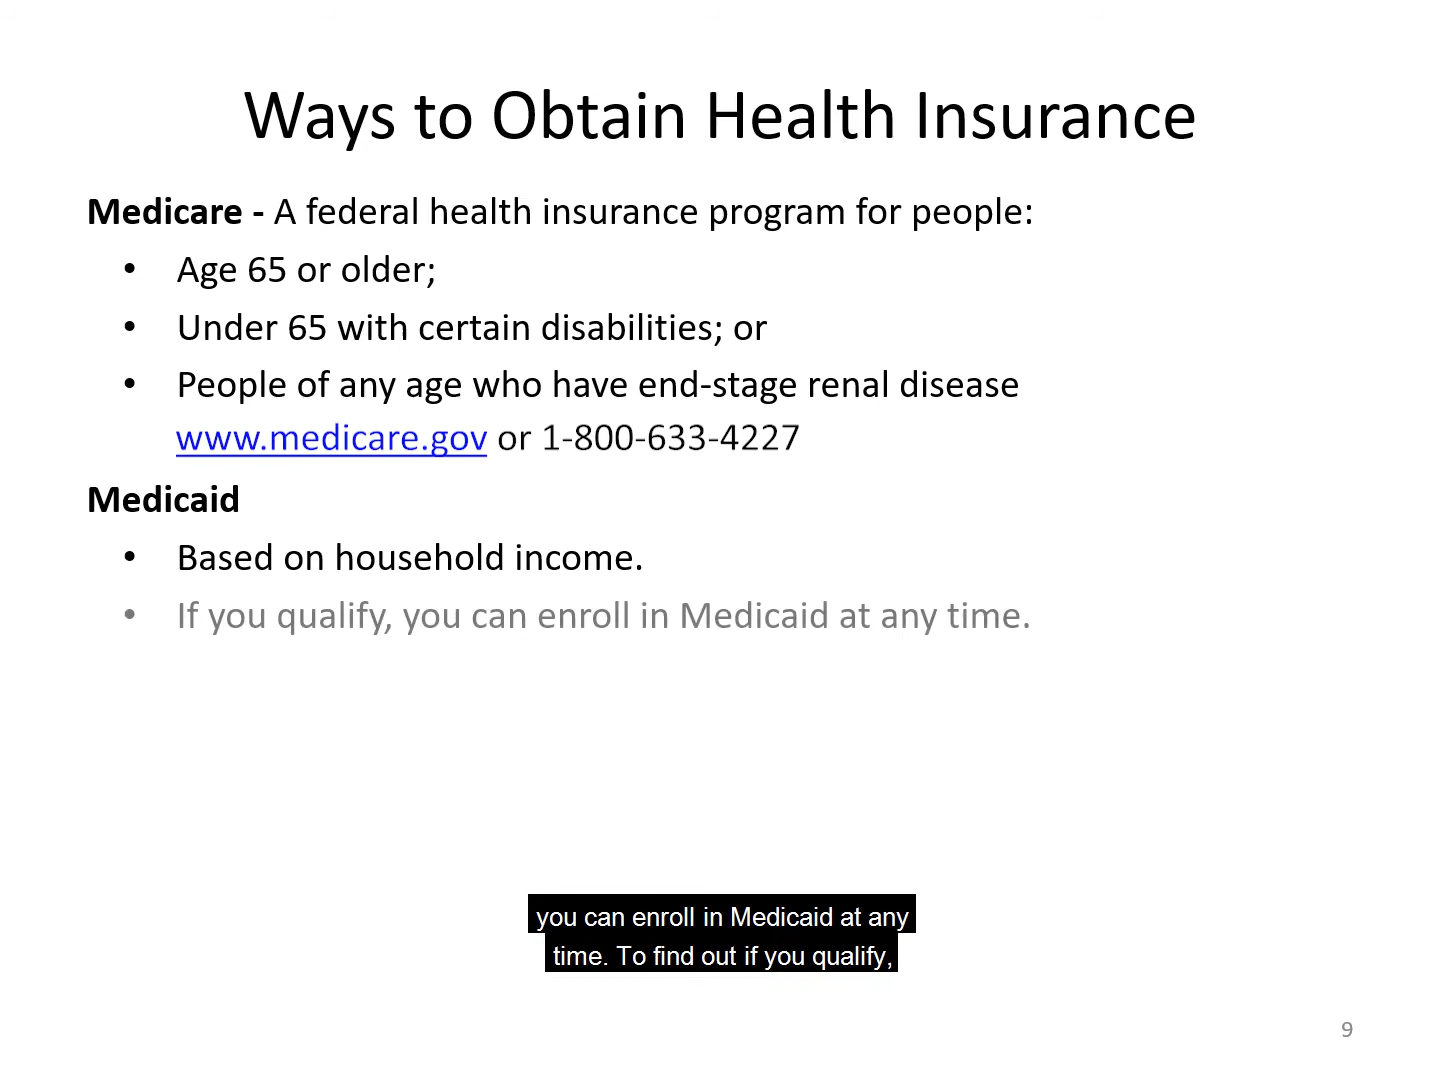 Ways to Obtain Health Insurance
Medicare - A federal health insurance program for people:
• Age 65 or older;
• Under 65 with certain disabilities; or
• People of any age who have end-stage renal disease
www.medicare.gov or 1-800-633-4227
Medicaid
• Based on household income.
• If you qualify, you can enroll in Medicaid at any time.
you can enroll in Medicaid at any
time. To find out if you qualify,
9